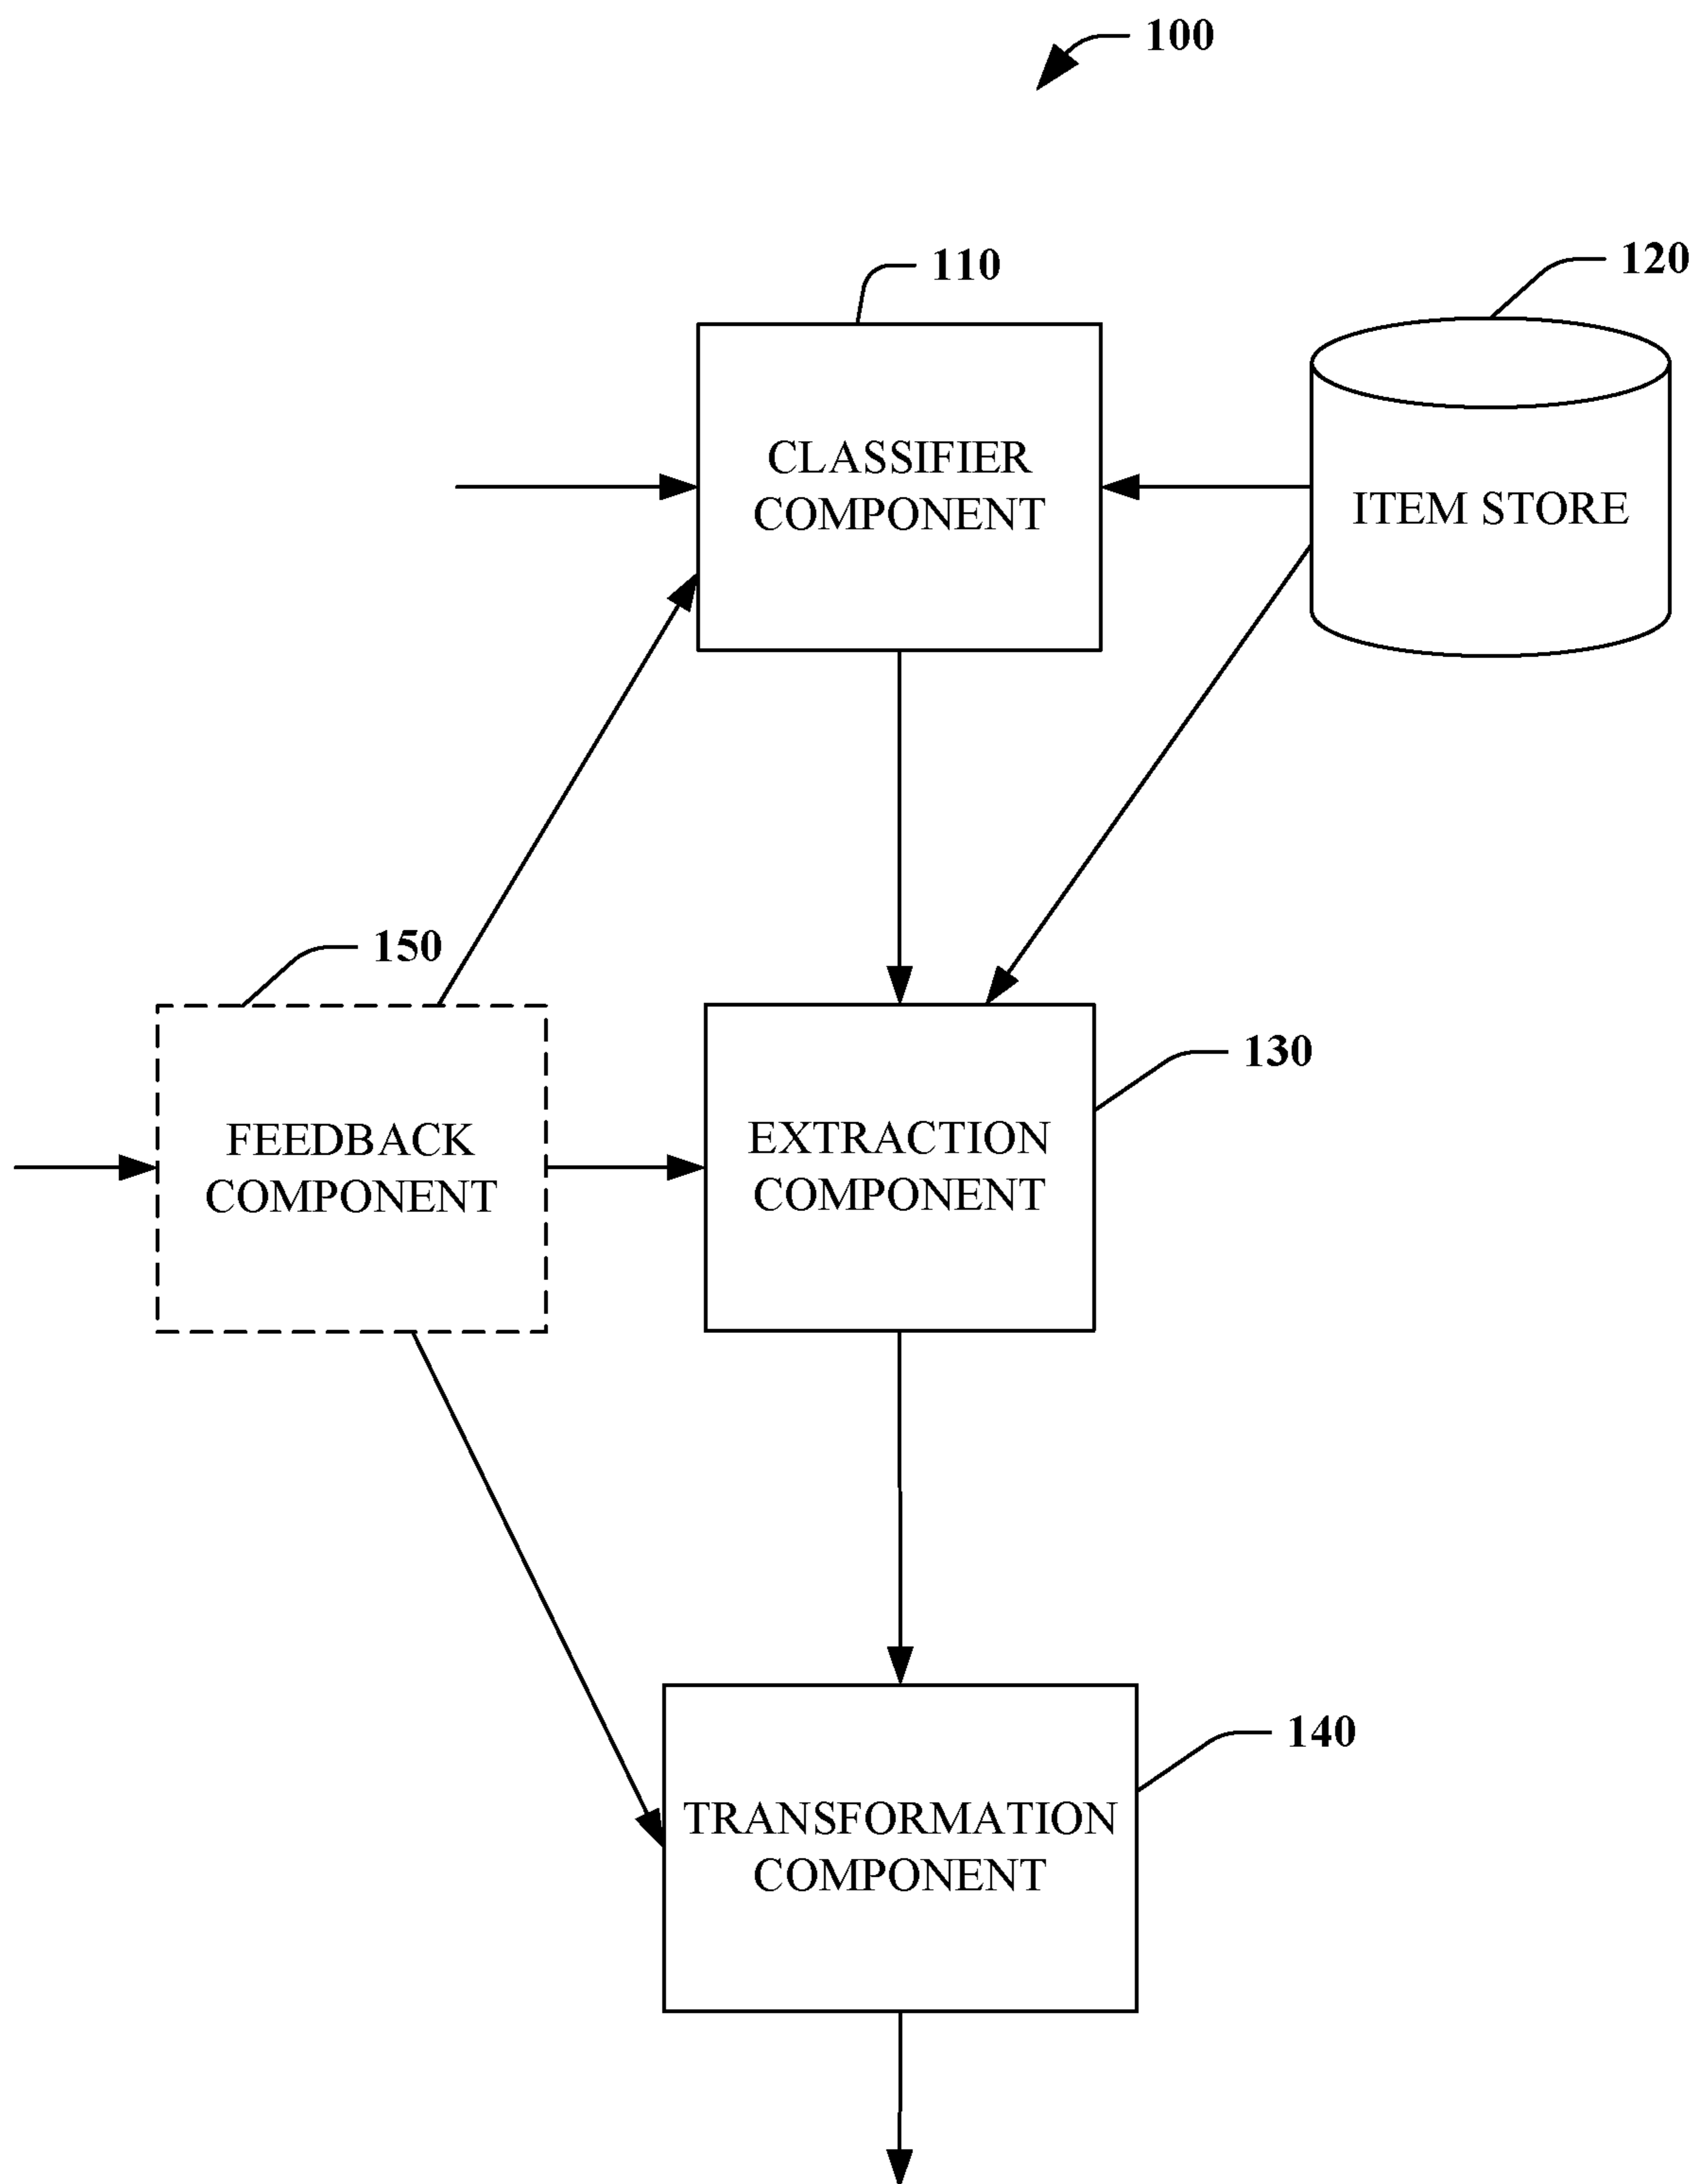 100
110
120
CLASSIFIER
COMPONENT
ITEM STORE
150
130
FEEDBACK
COMPONENT
EXTRACTION
COMPONENT
140
TRANSFORMATION
COMPONENT